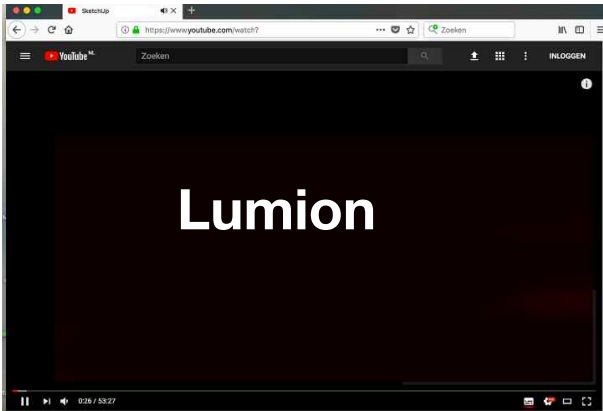 SketchUp
https://www.youtube.com/watch?
Zoeken
YouTube NL
Zoeken
INLOGGEN
Lumion
0:26 / 53:27